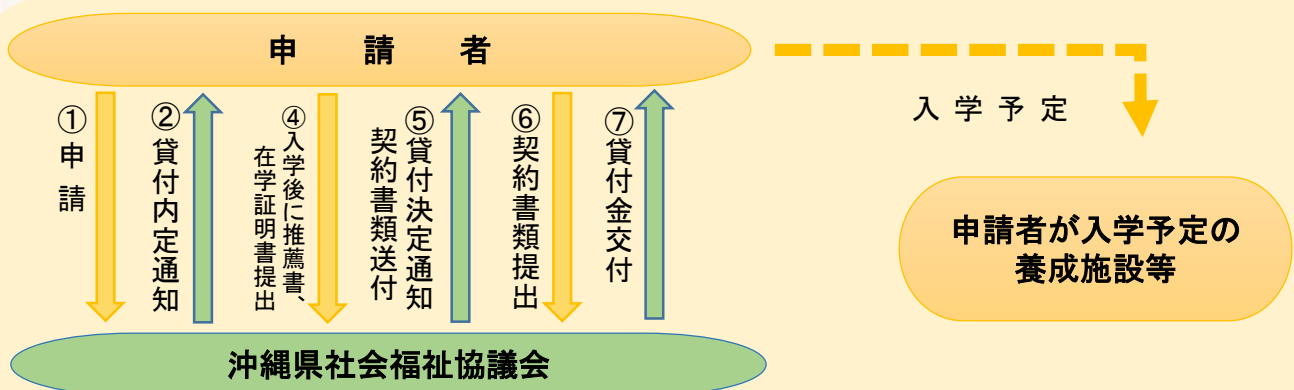 申請者
①申請
②貸付内定通知
④入学後に推薦書、
在学証明書提出
⑤貸付決定通知
契約書類送付
⑥契約書類提出
⑦貸付金交付
入学予定
申請者が入学予定の
養成施設等
沖縄県社会福祉協議会